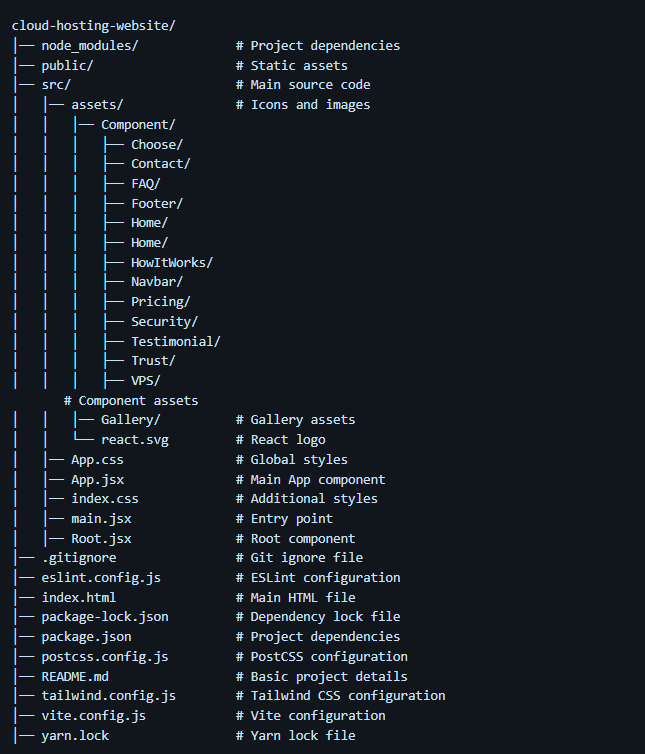 cloud-hosting-website/
├── node_modules/             # Project dependencies
├── public/                   # Static assets
├── src/                      # Main source code
│   ├── assets/               # Icons and images
│   │   ├── Component/
│   │   │   ├── Choose/
│   │   │   ├── Contact/
│   │   │   ├── FAQ/
│   │   │   ├── Footer/
│   │   │   ├── Home/
│   │   │   ├── Home/
│   │   │   ├── HowItWorks/
│   │   │   ├── Navbar/
│   │   │   ├── Pricing/
│   │   │   ├── Security/
│   │   │   ├── Testimonial/
│   │   │   ├── Trust/
│   │   │   ├── VPS/
       # Component assets
│   │   ├── Gallery/          # Gallery assets
│   │   └── react.svg         # React logo
│   ├── App.css               # Global styles
│   ├── App.jsx               # Main App component
│   ├── index.css             # Additional styles
│   ├── main.jsx              # Entry point
│   ├── Root.jsx              # Root component
├── .gitignore                # Git ignore file
├── eslint.config.js          # ESLint configuration
├── index.html                # Main HTML file
├── package-lock.json         # Dependency lock file
├── package.json              # Project dependencies
├── postcss.config.js         # PostCSS configuration
├── README.md                 # Basic project details
├── tailwind.config.js        # Tailwind CSS configuration
├── vite.config.js            # Vite configuration
├── yarn.lock                 # Yarn lock file